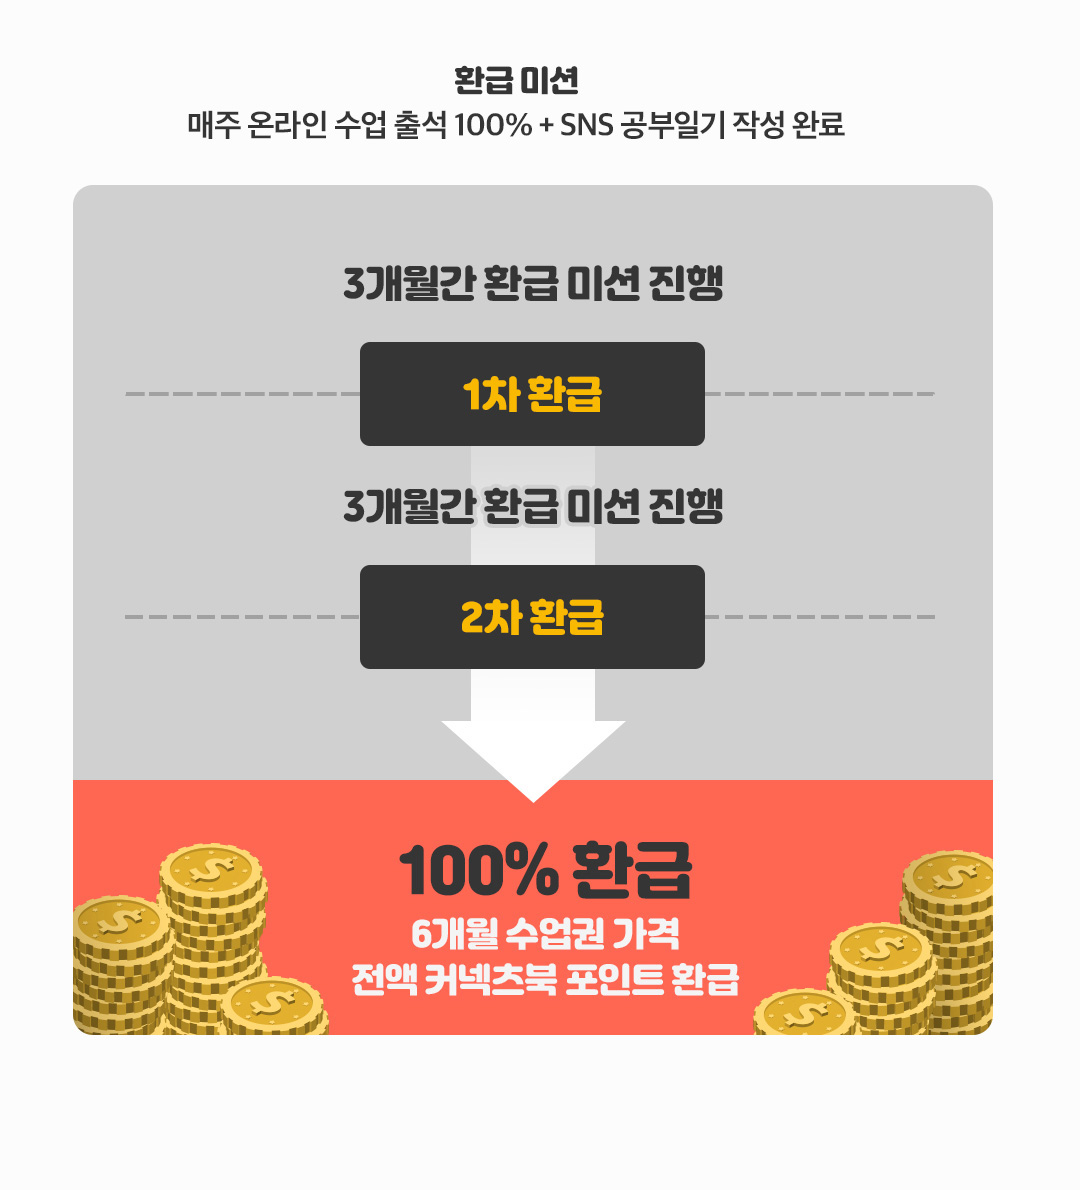 환급 미션
매주 온라인 수업 출석 100% + SNS 공부일기 작성 완료
3개월간 환급 미션 진행
1차 환급
3개월간 환급 미션 진행
2차 환급
100% 환급
6개월 수업권 가격
전액 커넥츠북 포인트 환급